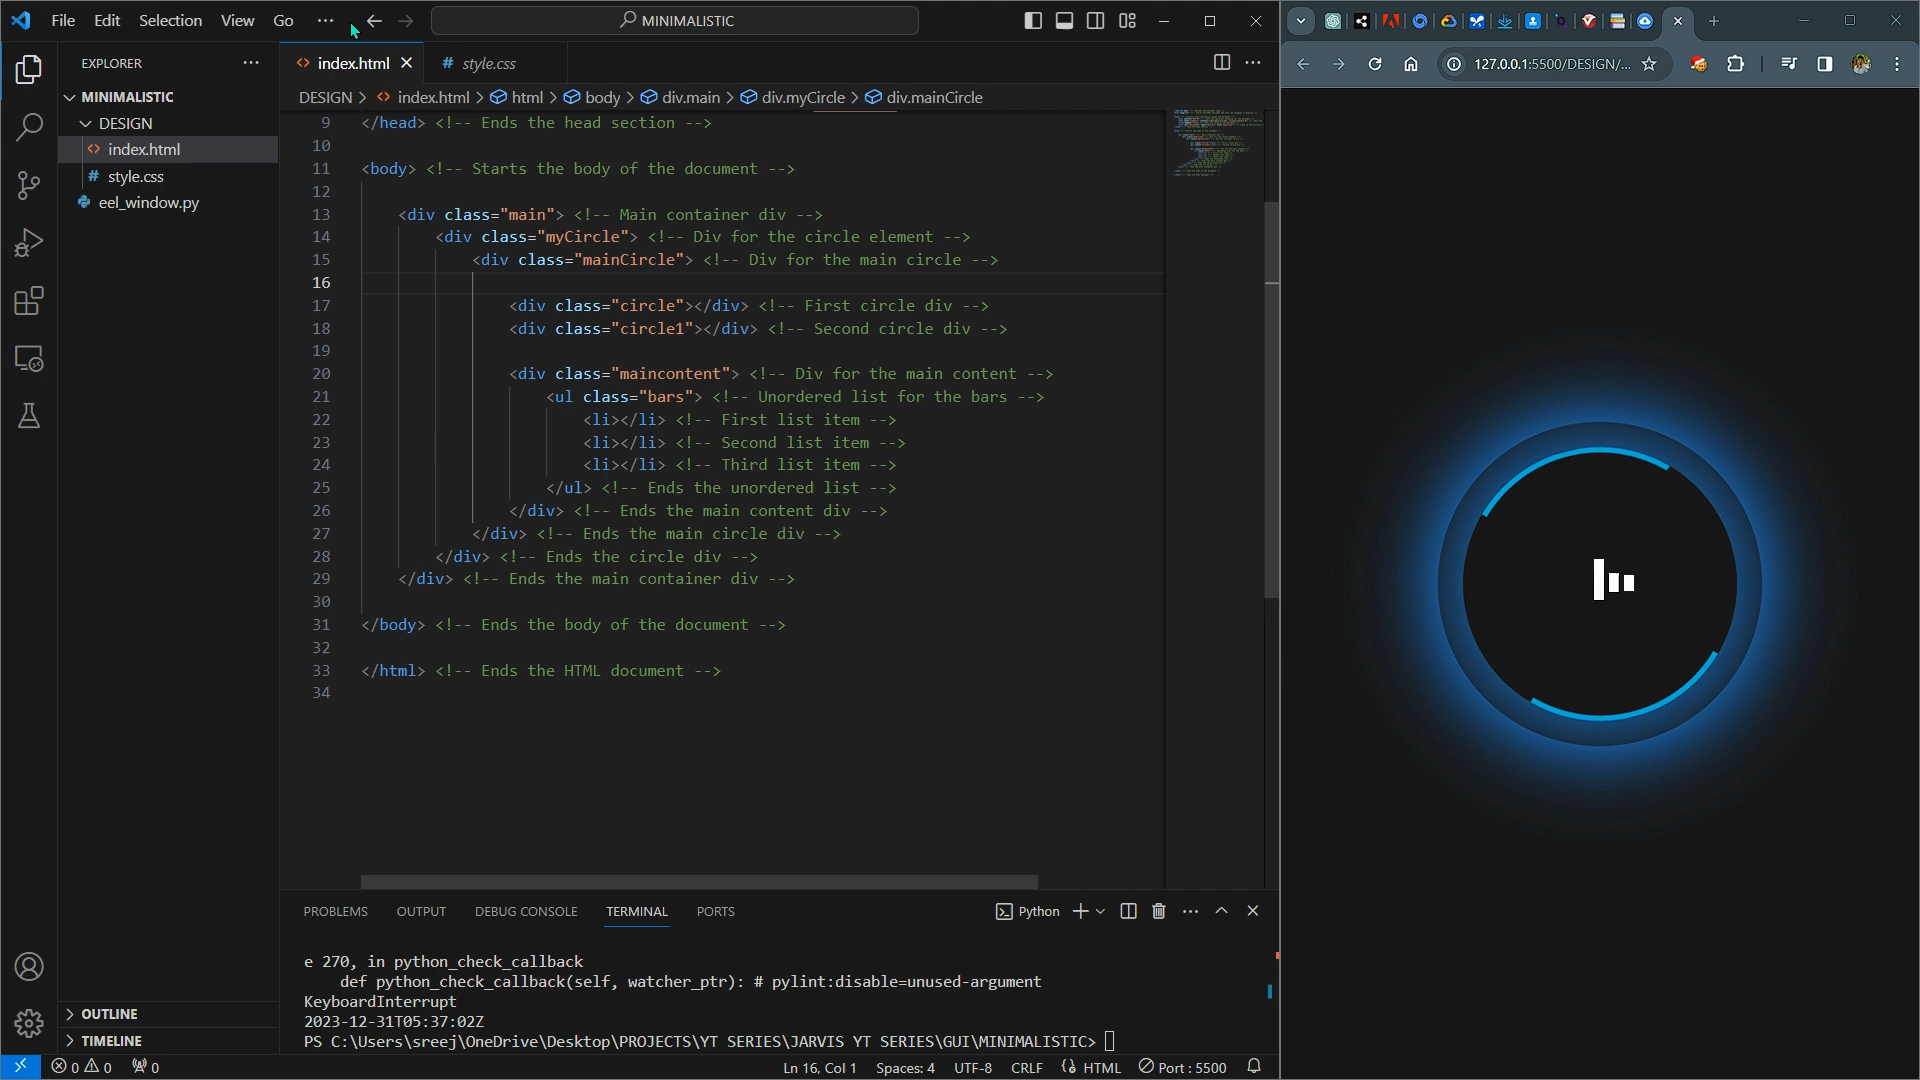 File Edit Selection View Go ···
MINIMALISTIC
EXPLORER
MINIMALISTIC
DESIGN
index.html
style.css
eel_window.py
OUTLINE
TIMELINE
index.html
style.css
DESIGN > index.html > html > body > div.main > div.myCircle > div.mainCircle
9 </head> <!-- Ends the head section -->
10
11 <body> <!-- Starts the body of the document -->
12
13 <div class="main"> <!-- Main container div -->
14 <div class="myCircle"> <!-- Div for the circle element -->
15 <div class="mainCircle"> <!-- Div for the main circle -->
16
17 <div class="circle"></div> <!-- First circle div -->
18 <div class="circle1"></div> <!-- Second circle div -->
19
20 <div class="maincontent"> <!-- Div for the main content -->
21 <ul class="bars"> <!-- Unordered list for the bars -->
22 <li></li> <!-- First list item -->
23 <li></li> <!-- Second list item -->
24 <li></li> <!-- Third list item -->
25 </ul> <!-- Ends the unordered list -->
26 </div> <!-- Ends the main content div -->
27 </div> <!-- Ends the main circle div -->
28 </div> <!-- Ends the circle div -->
29 </div> <!-- Ends the main container div -->
30
31 </body> <!-- Ends the body of the document -->
32
33 </html> <!-- Ends the HTML document -->
34
PROBLEMS OUTPUT DEBUG CONSOLE TERMINAL PORTS
Python
e 270, in python_check_callback
def python_check_callback(self, watcher_ptr): # pylint:disable=unused-argument
KeyboardInterrupt
2023-12-31T05:37:02Z
PS C:\Users\sreej\OneDrive\Desktop\PROJECTS\YT SERIES\JARVIS YT SERIES\GUI\MINIMALISTIC>
0 0 0
Ln 16, Col 1 Spaces: 4 UTF-8 CRLF HTML Port : 5500
127.0.0.1:5500/DESIGN/...